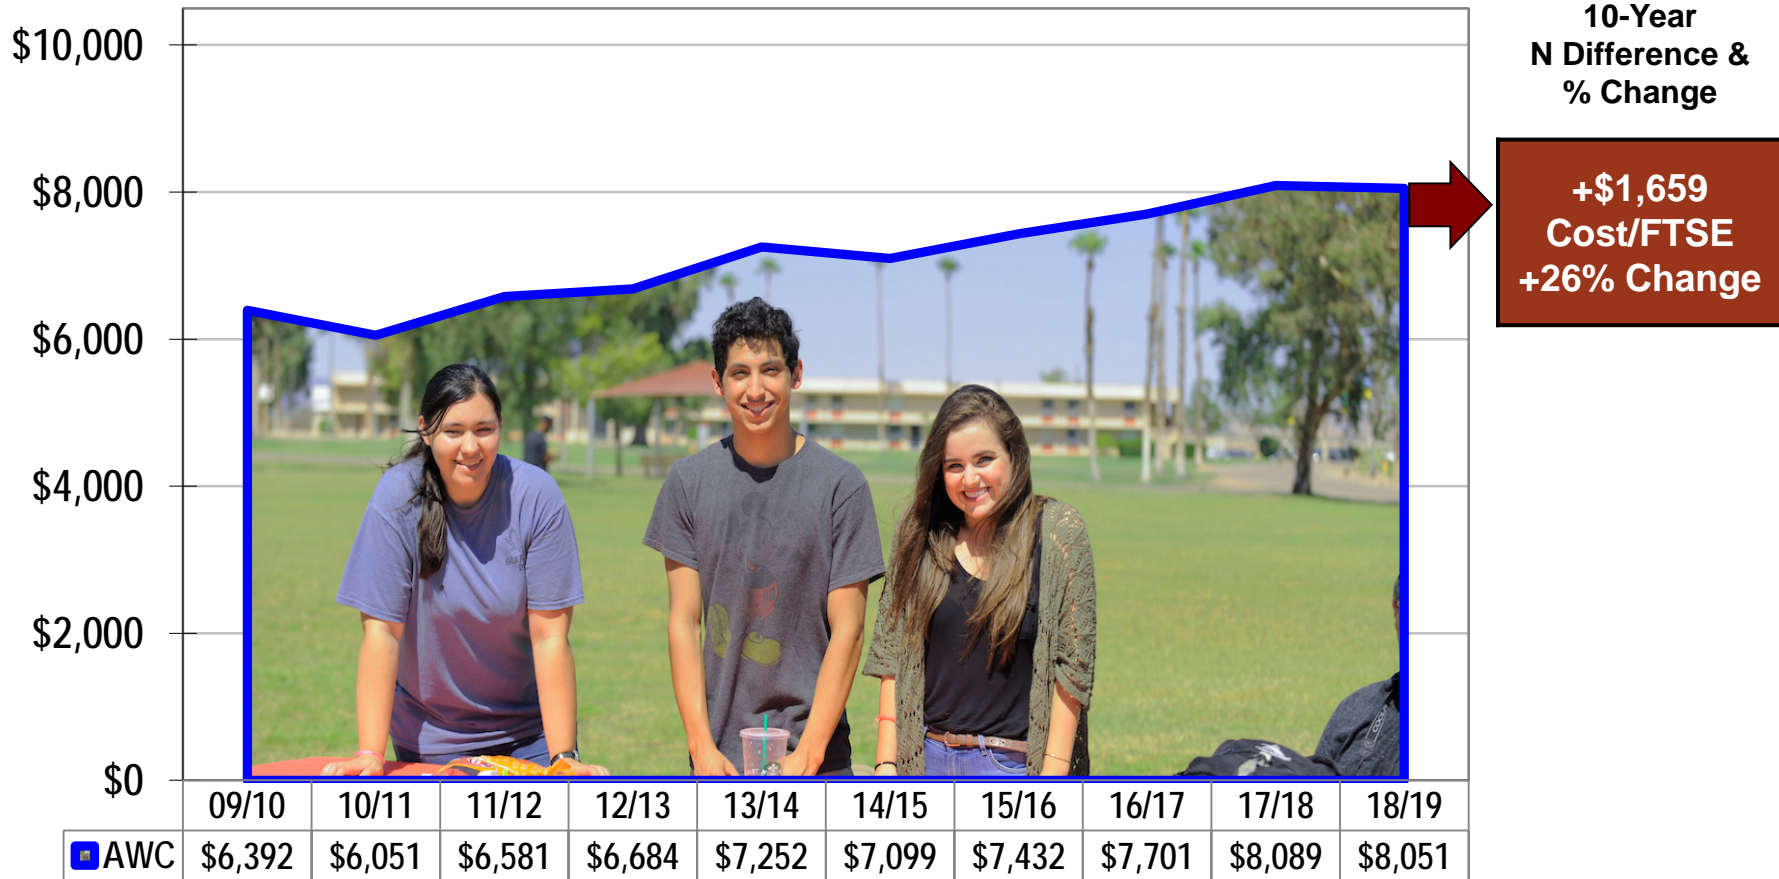 10-Year
N Difference &
% Change
$10,000
$8,000
$6,000
$4,000
$2,000
$0
+$1,659
Cost/FTSE
+26% Change
09/10 10/11 11/12 12/13 13/14 14/15 15/16 16/17 17/18 18/19
AWC $6,392 $6,051 $6,581 $6,684 $7,252 $7,099 $7,432 $7,701 $8,089 $8,051